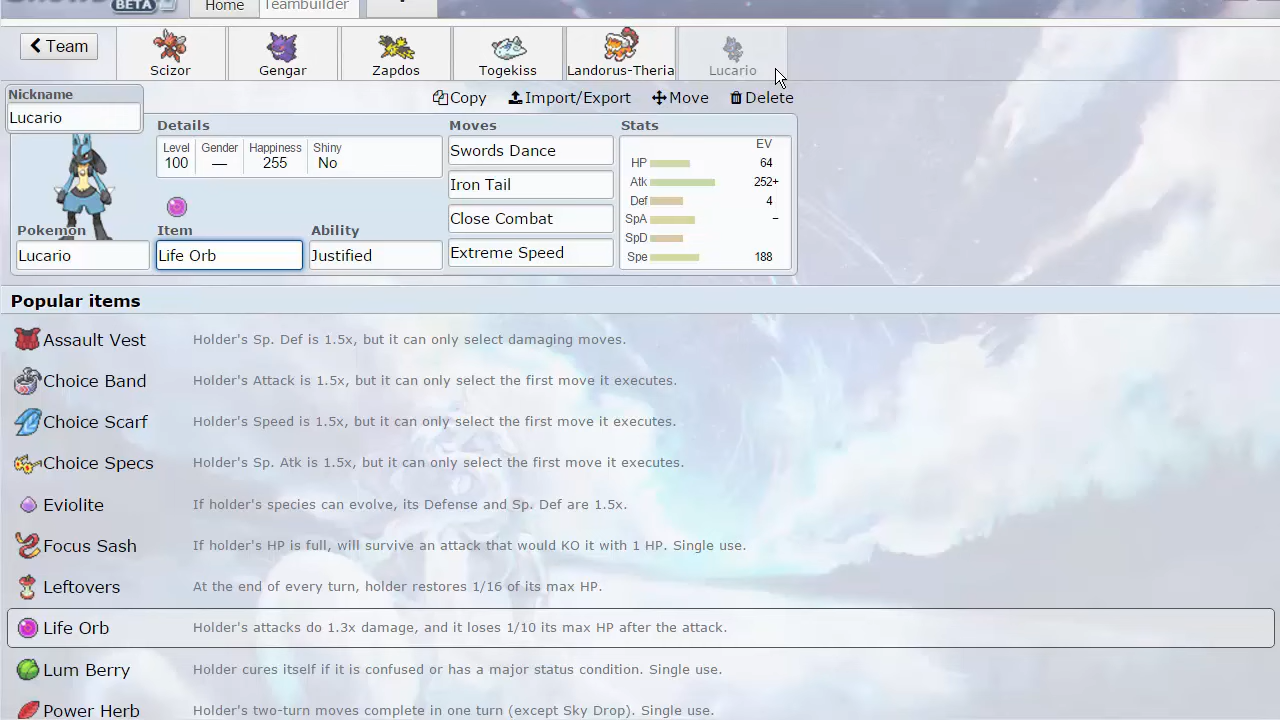 BETA
Home
Teambuilder
Team
Scizor
Gengar
Zapdos
Togekiss
Landorus-Theria
Lucario
Copy
Import/Export
Move
Delete
Nickname
Lucario
Details
Level
100
Gender
—
Happiness
255
Shiny
No
Pokemon
Lucario
Item
Life Orb
Ability
Justified
Moves
Swords Dance
Iron Tail
Close Combat
Extreme Speed
Stats
EV
HP 64
Atk 252+
Def 4
SpA –
SpD
Spe 188
Popular items
Assault Vest Holder's Sp. Def is 1.5x, but it can only select damaging moves.
Choice Band Holder's Attack is 1.5x, but it can only select the first move it executes.
Choice Scarf Holder's Speed is 1.5x, but it can only select the first move it executes.
Choice Specs Holder's Sp. Atk is 1.5x, but it can only select the first move it executes.
Eviolite If holder's species can evolve, its Defense and Sp. Def are 1.5x.
Focus Sash If holder's HP is full, will survive an attack that would KO it with 1 HP. Single use.
Leftovers At the end of every turn, holder restores 1/16 of its max HP.
Life Orb Holder's attacks do 1.3x damage, and it loses 1/10 its max HP after the attack.
Lum Berry Holder cures itself if it is confused or has a major status condition. Single use.
Power Herb Holder's two-turn moves complete in one turn (except Sky Drop). Single use.